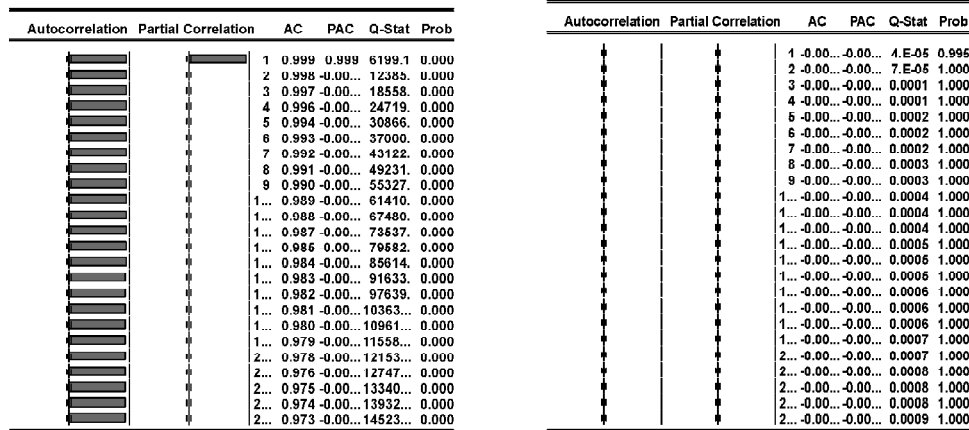 Autocorrelation Partial Correlation AC PAC Q-Stat Prob
1 0.999 0.999 6199.1 0.000
2 0.998 -0.00... 12385. 0.000
3 0.997 -0.00... 18558. 0.000
4 0.996 -0.00... 24719. 0.000
5 0.994 -0.00... 30866. 0.000
6 0.993 -0.00... 37000. 0.000
7 0.992 -0.00... 43122. 0.000
8 0.991 -0.00... 49231. 0.000
9 0.990 -0.00... 55327. 0.000
1... 0.989 -0.00... 61410. 0.000
1... 0.988 -0.00... 67480. 0.000
1... 0.987 -0.00... 73537. 0.000
1... 0.985 0.00... 79582. 0.000
1... 0.984 -0.00... 85614. 0.000
1... 0.983 -0.00... 91633. 0.000
1... 0.982 -0.00... 97639. 0.000
1... 0.981 -0.00... 10363... 0.000
1... 0.980 -0.00... 10961... 0.000
1... 0.979 -0.00... 11558... 0.000
2... 0.978 -0.00... 12153... 0.000
2... 0.976 -0.00... 12747... 0.000
2... 0.975 -0.00... 13340... 0.000
2... 0.974 -0.00... 13932... 0.000
2... 0.973 -0.00... 14523... 0.000
Autocorrelation Partial Correlation AC PAC Q-Stat Prob
1 -0.00... -0.00... 4.E-05 0.995
2 -0.00... -0.00... 7.E-05 1.000
3 -0.00... -0.00... 0.0001 1.000
4 -0.00... -0.00... 0.0001 1.000
5 -0.00... -0.00... 0.0002 1.000
6 -0.00... -0.00... 0.0002 1.000
7 -0.00... -0.00... 0.0002 1.000
8 -0.00... -0.00... 0.0003 1.000
9 -0.00... -0.00... 0.0003 1.000
1... -0.00... -0.00... 0.0004 1.000
1... -0.00... -0.00... 0.0004 1.000
1... -0.00... -0.00... 0.0004 1.000
1... -0.00... -0.00... 0.0005 1.000
1... -0.00... -0.00... 0.0005 1.000
1... -0.00... -0.00... 0.0005 1.000
1... -0.00... -0.00... 0.0006 1.000
1... -0.00... -0.00... 0.0006 1.000
1... -0.00... -0.00... 0.0006 1.000
1... -0.00... -0.00... 0.0007 1.000
2... -0.00... -0.00... 0.0007 1.000
2... -0.00... -0.00... 0.0008 1.000
2... -0.00... -0.00... 0.0008 1.000
2... -0.00... -0.00... 0.0008 1.000
2... -0.00... -0.00... 0.0009 1.000